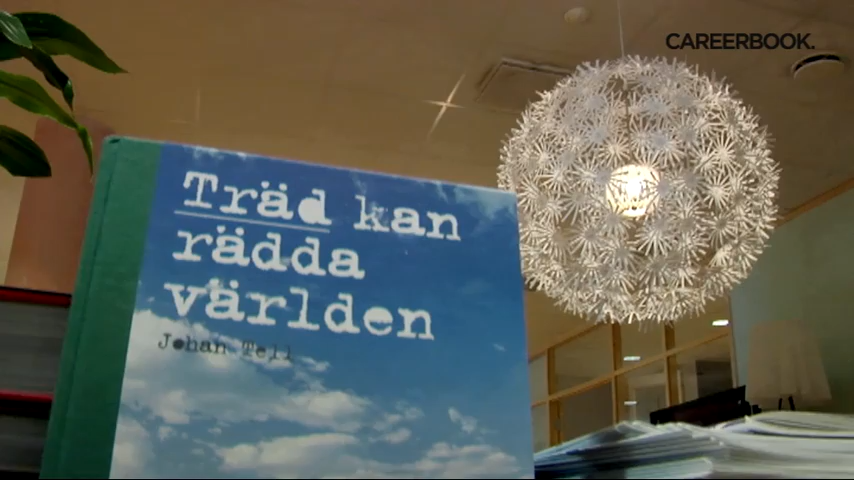 CAREERBOOK.
Träd kan
rädda
världen
Johan Tell